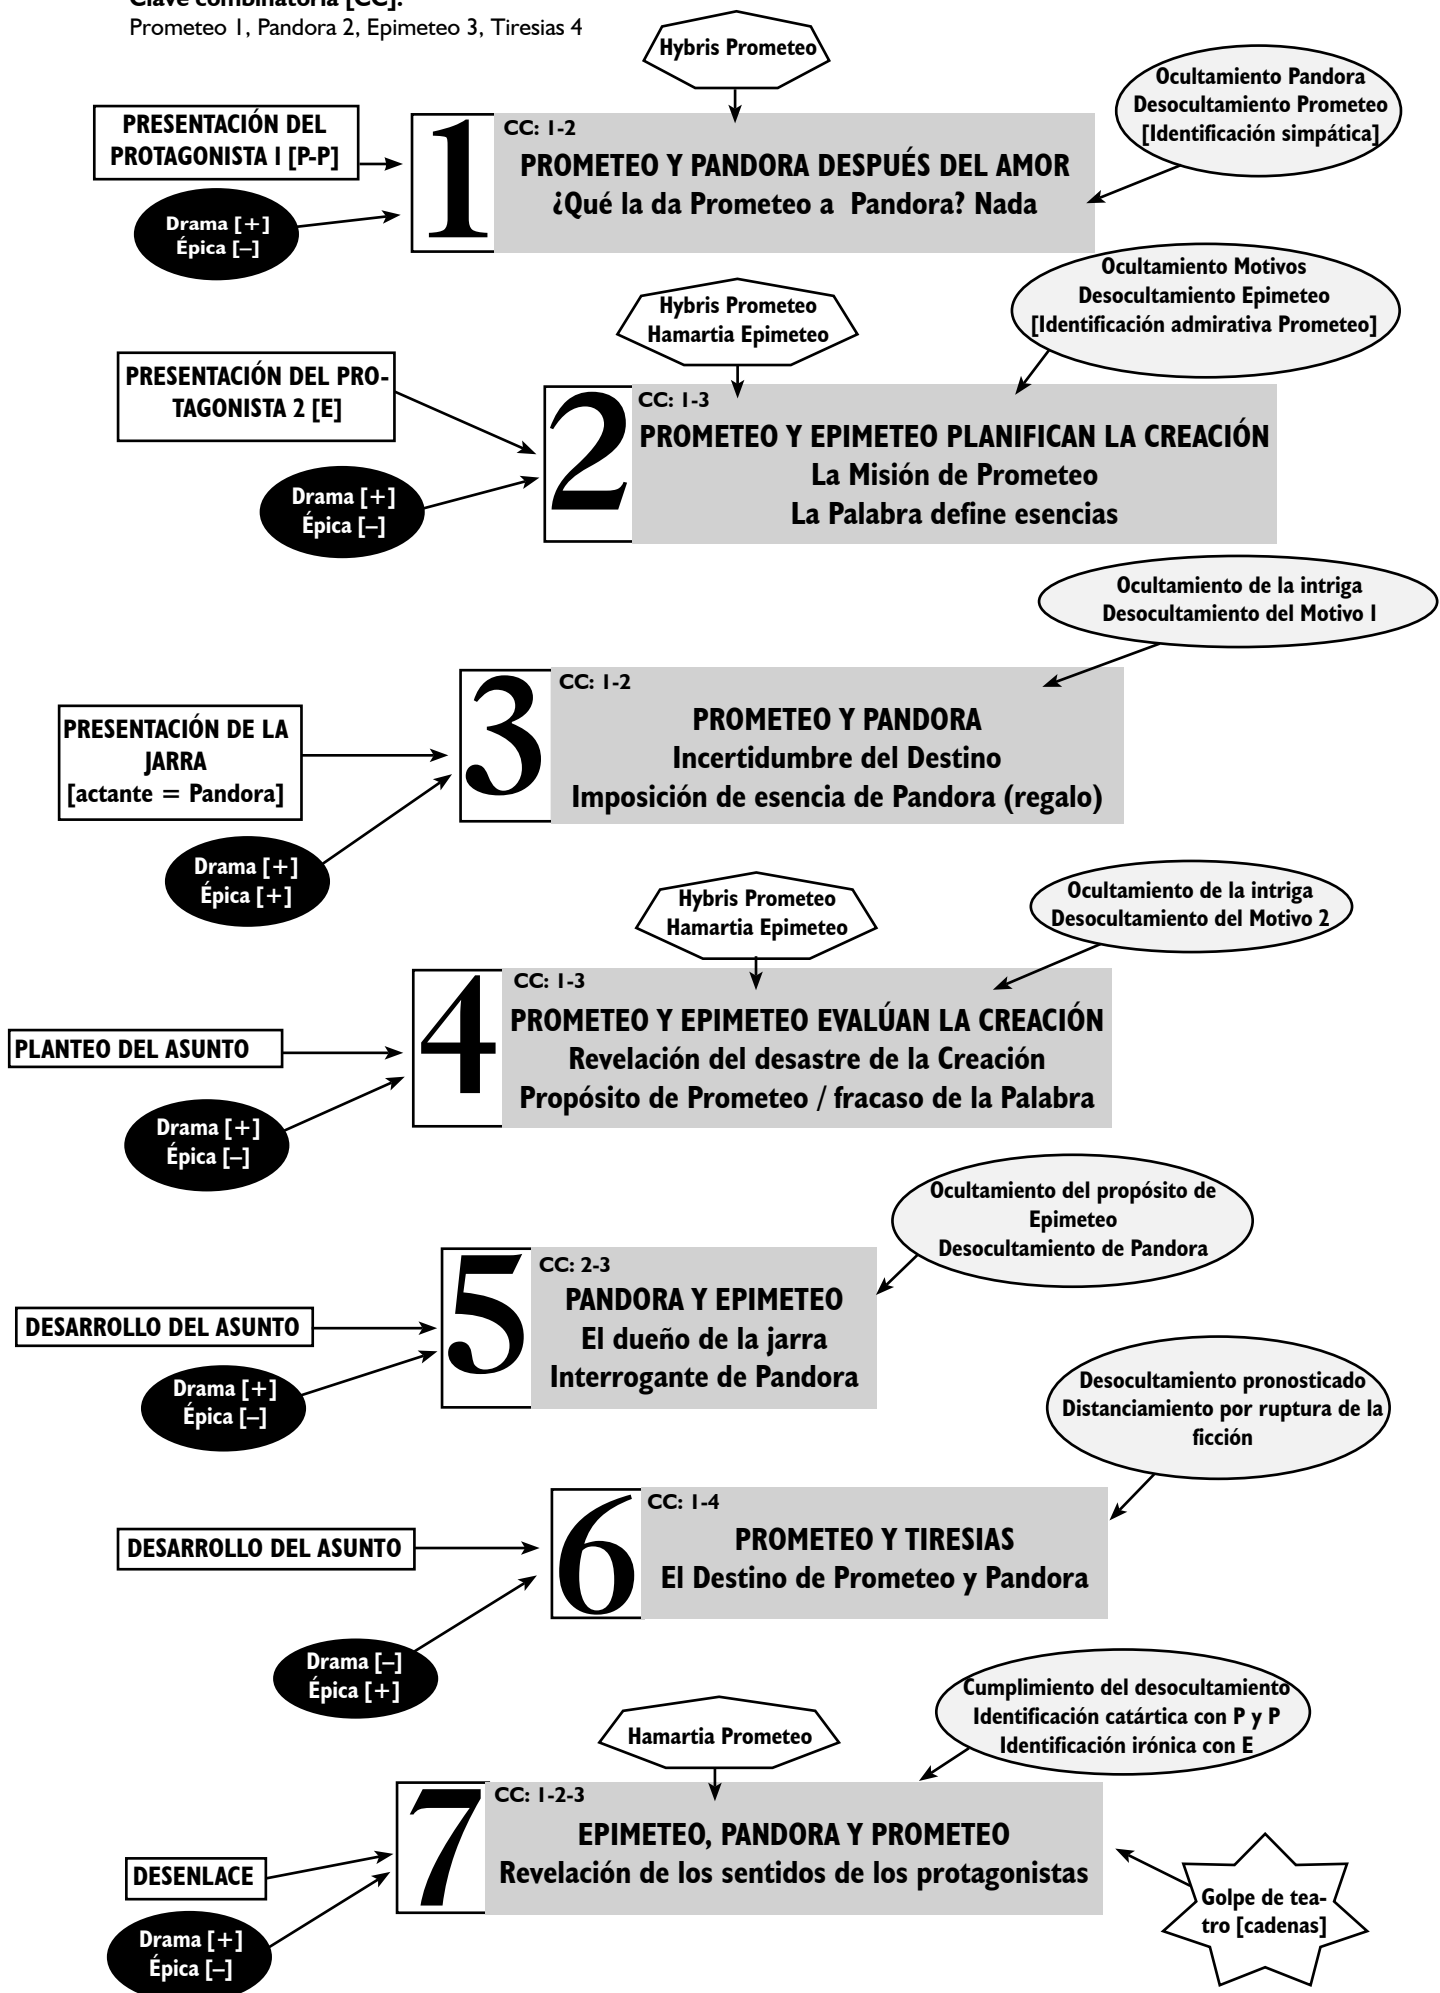 Clave combinatoria [CC]:
Prometeo 1, Pandora 2, Epimeteo 3, Tiresias 4
Hybris Prometeo
Ocultamiento Pandora
Desocultamiento Prometeo
[Identificación simpática]
PRESENTACIÓN DEL
PROTAGONISTA 1 [P-P]
Drama [+]
Épica [–]
1
CC: 1-2
PROMETEO Y PANDORA DESPUÉS DEL AMOR
¿Qué la da Prometeo a Pandora? Nada
Hybris Prometeo
Hamartia Epimeteo
Ocultamiento Motivos
Desocultamiento Epimeteo
[Identificación admirativa Prometeo]
PRESENTACIÓN DEL PRO-
TAGONISTA 2 [E]
Drama [+]
Épica [–]
2
CC: 1-3
PROMETEO Y EPIMETEO PLANIFICAN LA CREACIÓN
La Misión de Prometeo
La Palabra define esencias
Ocultamiento de la intriga
Desocultamiento del Motivo 1
PRESENTACIÓN DE LA
JARRA
[actante = Pandora]
Drama [+]
Épica [+]
3
CC: 1-2
PROMETEO Y PANDORA
Incertidumbre del Destino
Imposición de esencia de Pandora (regalo)
Hybris Prometeo
Hamartia Epimeteo
Ocultamiento de la intriga
Desocultamiento del Motivo 2
PLANTEO DEL ASUNTO
Drama [+]
Épica [–]
4
CC: 1-3
PROMETEO Y EPIMETEO EVALÚAN LA CREACIÓN
Revelación del desastre de la Creación
Propósito de Prometeo / fracaso de la Palabra
Ocultamiento del propósito de
Epimeteo
Desocultamiento de Pandora
DESARROLLO DEL ASUNTO
Drama [+]
Épica [–]
5
CC: 2-3
PANDORA Y EPIMETEO
El dueño de la jarra
Interrogante de Pandora
Desocultamiento pronosticado
Distanciamiento por ruptura de la
ficción
DESARROLLO DEL ASUNTO
Drama [–]
Épica [+]
6
CC: 1-4
PROMETEO Y TIRESIAS
El Destino de Prometeo y Pandora
Hamartia Prometeo
Cumplimiento del desocultamiento
Identificación catártica con P y P
Identificación irónica con E
DESENLACE
Drama [+]
Épica [–]
7
CC: 1-2-3
EPIMETEO, PANDORA Y PROMETEO
Revelación de los sentidos de los protagonistas
Golpe de tea-
tro [cadenas]